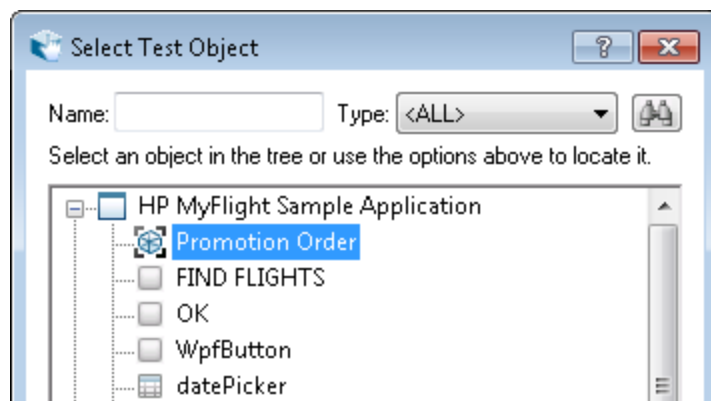 Select Test Object
Name: Type: <ALL>
Select an object in the tree or use the options above to locate it.
HP MyFlight Sample Application
Promotion Order
FIND FLIGHTS
OK
WpfButton
datePicker